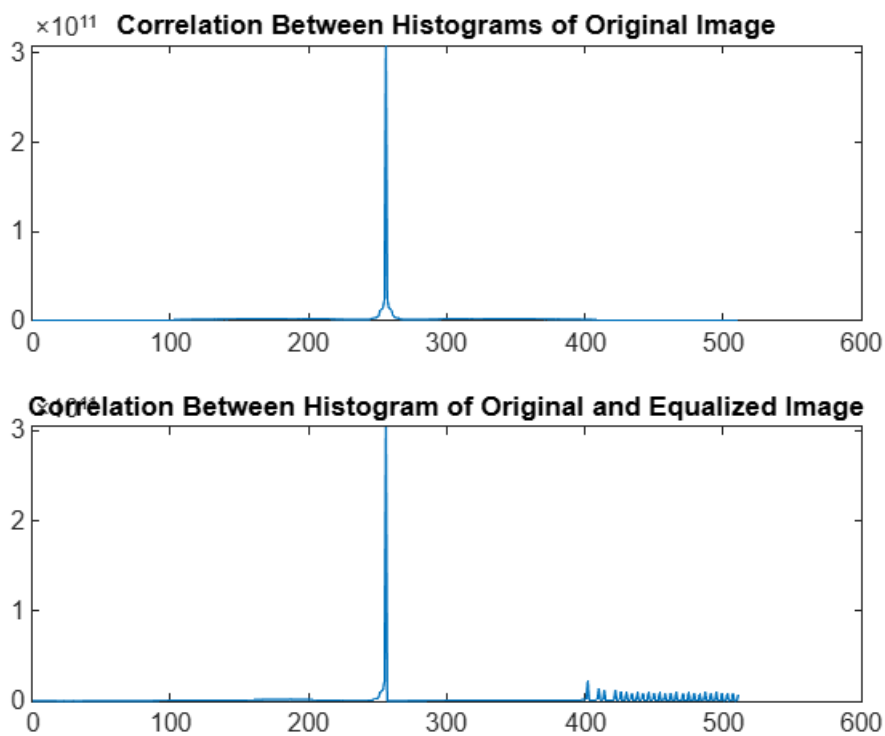 ×10¹¹ Correlation Between Histograms of Original Image
3
2
1
0
0 100 200 300 400 500 600
×10¹¹ Correlation Between Histogram of Original and Equalized Image
3
2
1
0
0 100 200 300 400 500 600